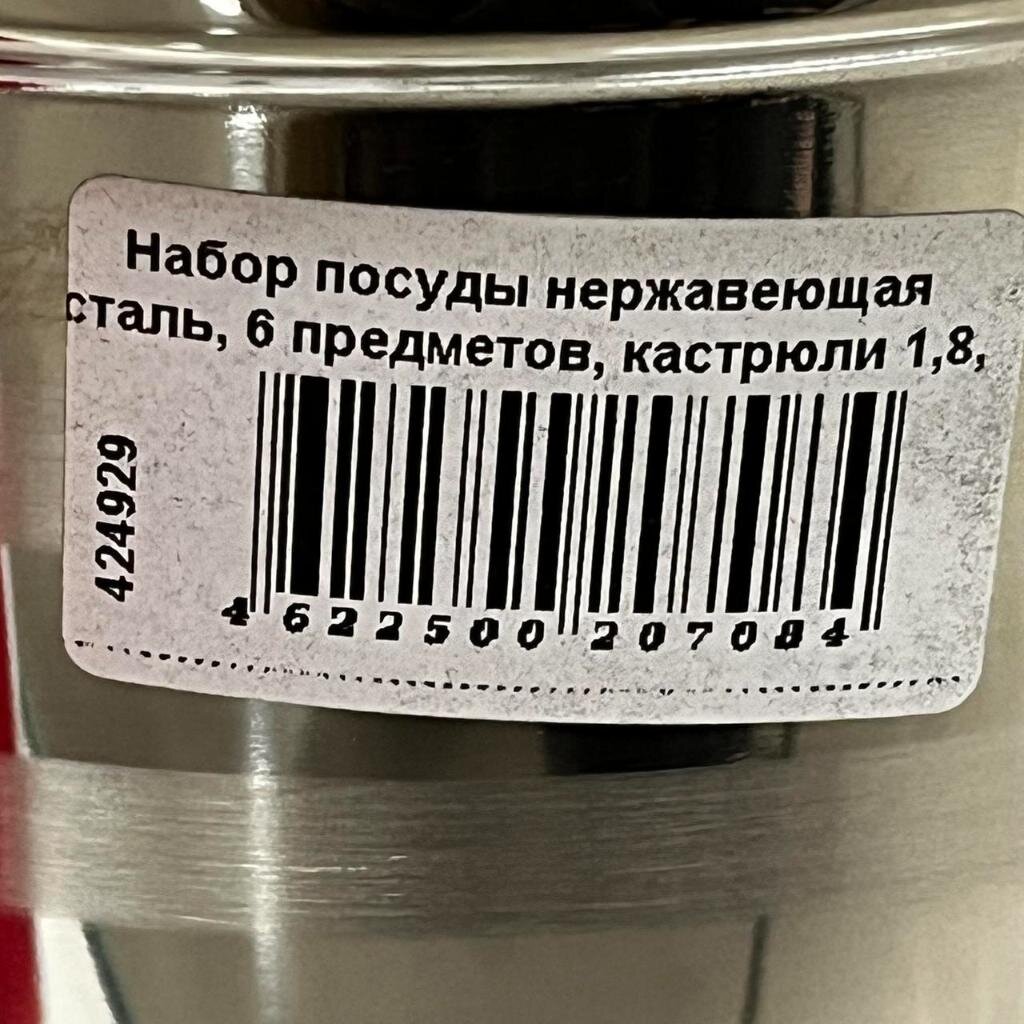 Набор посуды нержавеющая
сталь, 6 предметов, кастрюли 1,8,
424929
4 622500 207084